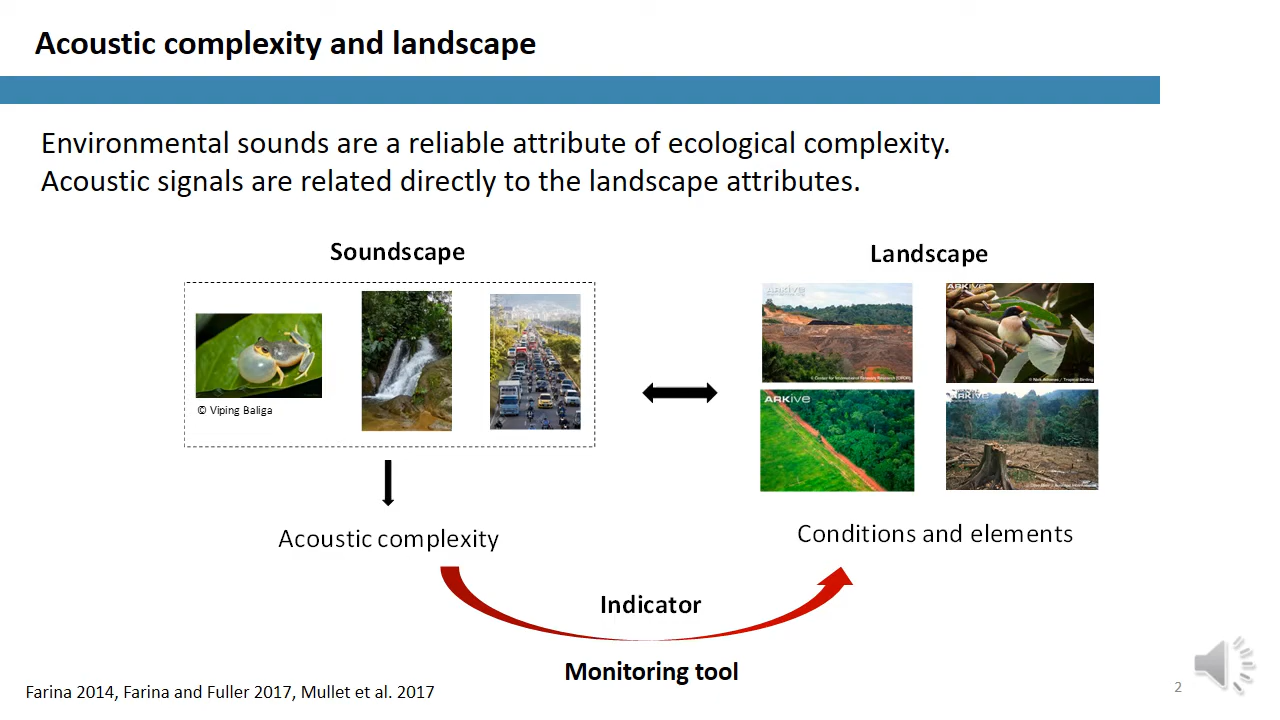 Acoustic complexity and landscape
Environmental sounds are a reliable attribute of ecological complexity.
Acoustic signals are related directly to the landscape attributes.
Soundscape
Landscape
ARKIVE
ARKIVE
© Viping Baliga
ARKIVE
ARKIVE
Acoustic complexity
Conditions and elements
Indicator
Monitoring tool
Farina 2014, Farina and Fuller 2017, Mullet et al. 2017
2